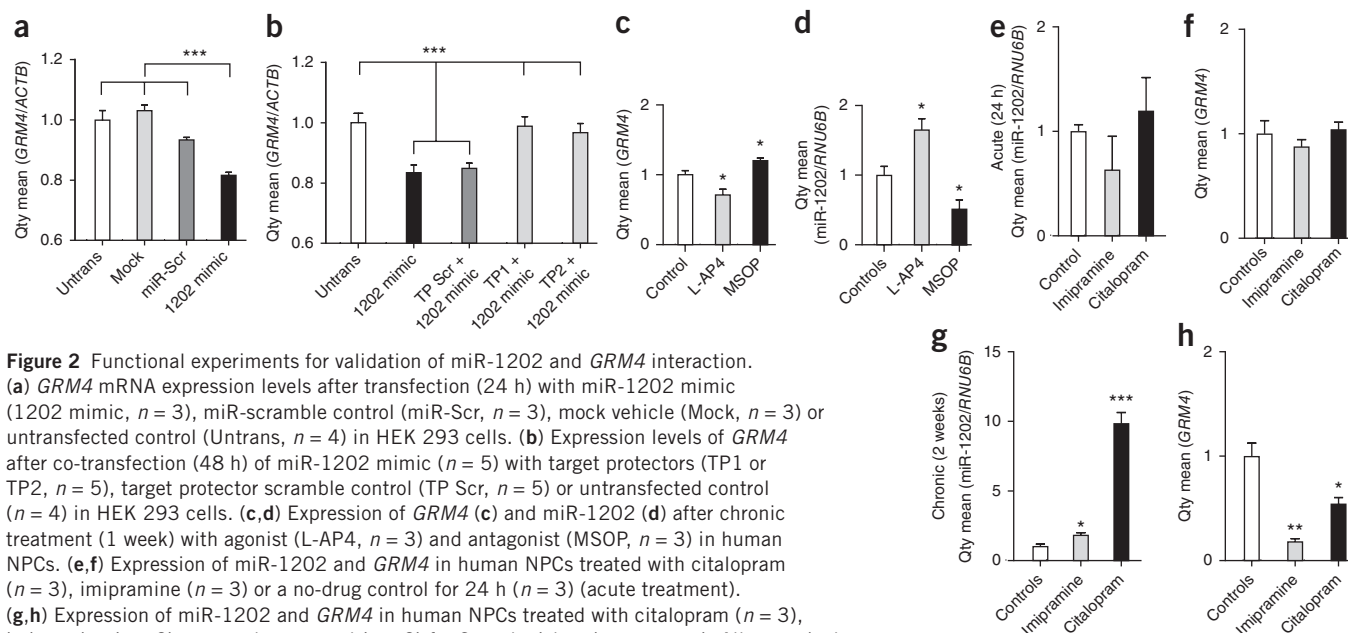 a
***
Qty mean (GRM4/ACTB)
1.2
1.0
0.8
0.6
Untrans
Mock
miR-Scr
1202 mimic
b
***
Qty mean (GRM4/ACTB)
1.2
1.0
0.8
0.6
Untrans
1202 mimic
TP Scr +
1202 mimic
TP1 +
1202 mimic
TP2 +
1202 mimic
c
Qty mean (GRM4)
2
1
0
*
*
Control
L-AP4
MSOP
d
Qty mean
(miR-1202/RNU6B)
2
1
0
*
*
Controls
L-AP4
MSOP
e
Acute (24 h)
Qty mean (miR-1202/RNU6B)
2
1
0
Control
Imipramine
Citalopram
f
Qty mean (GRM4)
2
1
0
Controls
Imipramine
Citalopram
g
Chronic (2 weeks)
Qty mean (miR-1202/RNU6B)
15
10
5
0
*
***
Controls
Imipramine
Citalopram
h
Qty mean (GRM4)
2
1
0
**
*
Controls
Imipramine
Citalopram
Figure 2 Functional experiments for validation of miR-1202 and GRM4 interaction.
(a) GRM4 mRNA expression levels after transfection (24 h) with miR-1202 mimic
(1202 mimic, n = 3), miR-scramble control (miR-Scr, n = 3), mock vehicle (Mock, n = 3) or
untransfected control (Untrans, n = 4) in HEK 293 cells. (b) Expression levels of GRM4
after co-transfection (48 h) of miR-1202 mimic (n = 5) with target protectors (TP1 or
TP2, n = 5), target protector scramble control (TP Scr, n = 5) or untransfected control
(n = 4) in HEK 293 cells. (c,d) Expression of GRM4 (c) and miR-1202 (d) after chronic
treatment (1 week) with agonist (L-AP4, n = 3) and antagonist (MSOP, n = 3) in human
NPCs. (e,f) Expression of miR-1202 and GRM4 in human NPCs treated with citalopram
(n = 3), imipramine (n = 3) or a no-drug control for 24 h (n = 3) (acute treatment).
(g,h) Expression of miR-1202 and GRM4 in human NPCs treated with citalopram (n = 3),